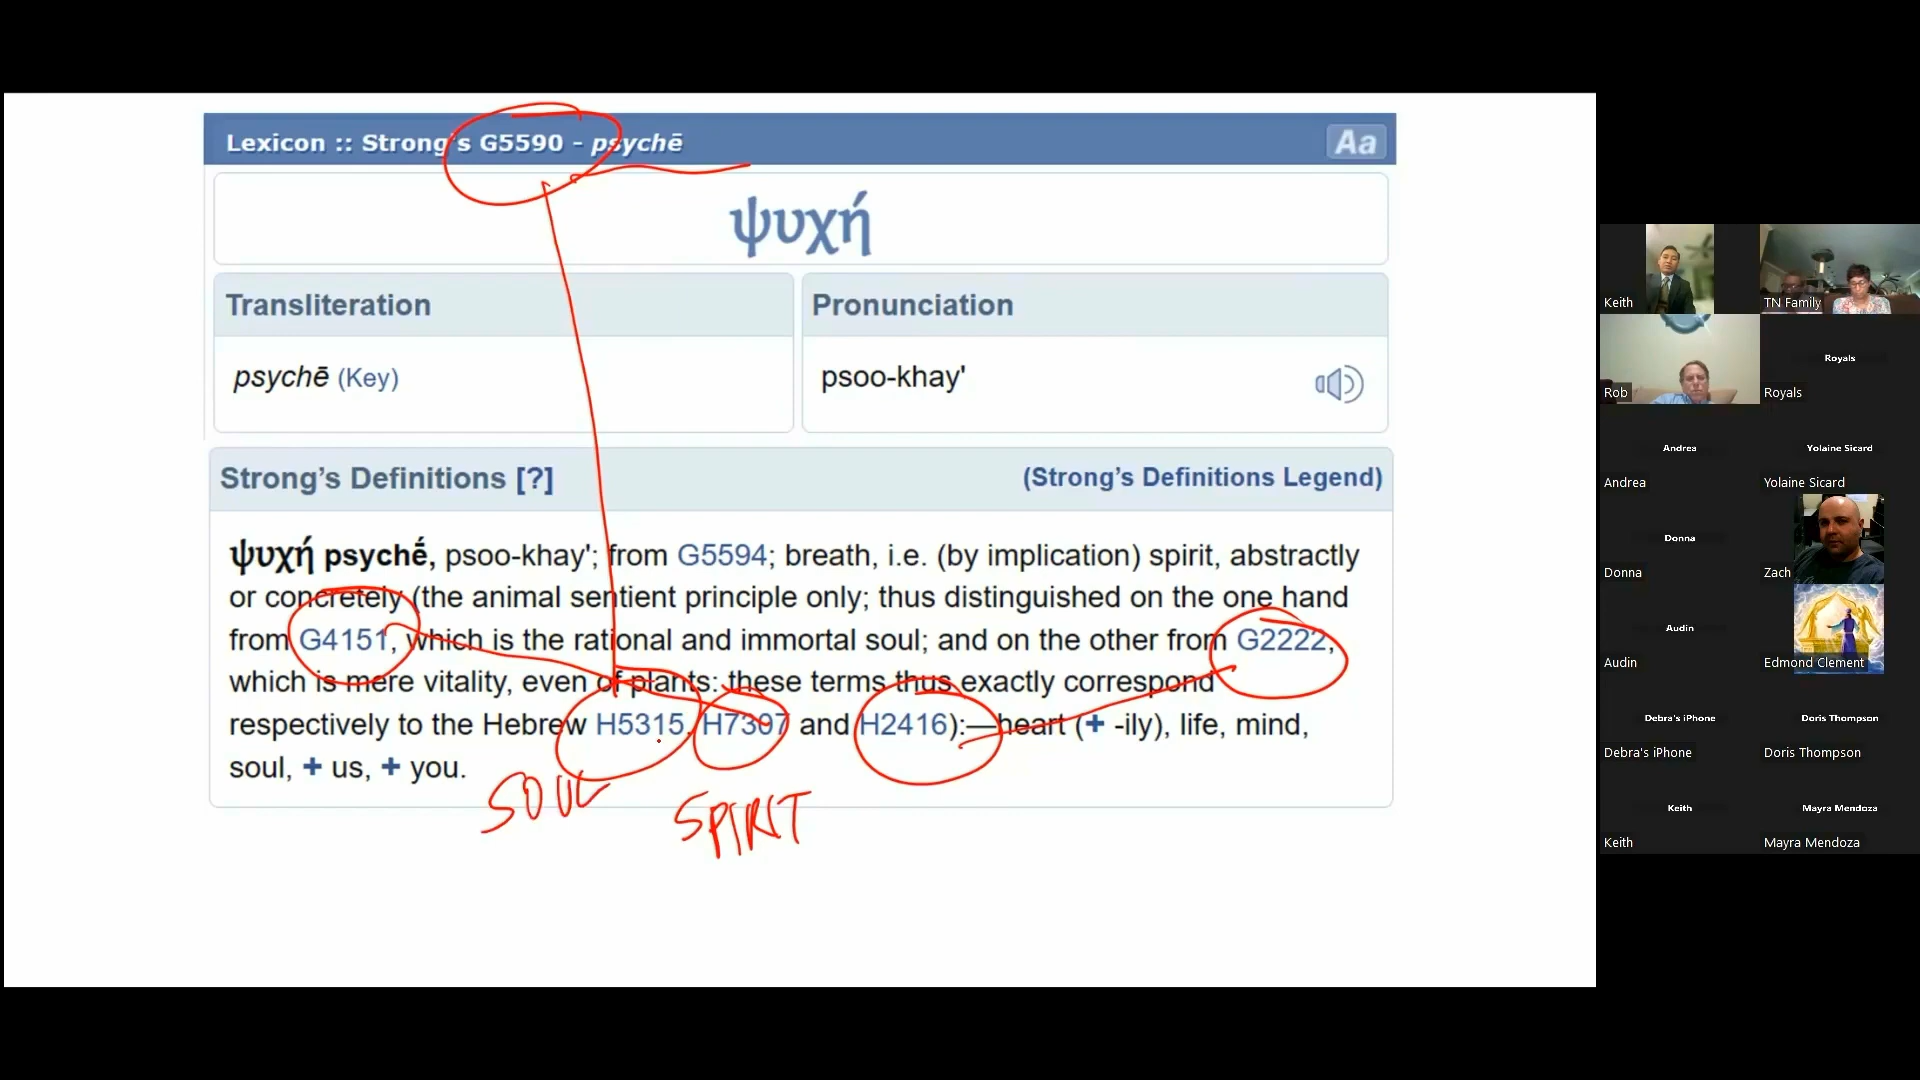 Lexicon :: Strong's G5590 - psychē
Aa
ψυχή
Transliteration
Pronunciation
psychē (Key)
psoo-khay'
Strong's Definitions [?]
(Strong's Definitions Legend)
ψυχή psychḗ, psoo-khay'; from G5594; breath, i.e. (by implication) spirit, abstractly
or concretely (the animal sentient principle only; thus distinguished on the one hand
from G4151, which is the rational and immortal soul; and on the other from G2222,
which is mere vitality, even of plants: these terms thus exactly correspond
respectively to the Hebrew H5315, H7307 and H2416):—heart (+ -ily), life, mind,
soul, + us, + you.
SOUL
SPIRIT
Keith
TN Family
Rob
Royals
Royals
Andrea
Yolaine Sicard
Andrea
Yolaine Sicard
Donna
Donna
Zach
Audin
Audin
Edmond Clement
Debra's iPhone
Doris Thompson
Debra's iPhone
Doris Thompson
Keith
Mayra Mendoza
Keith
Mayra Mendoza